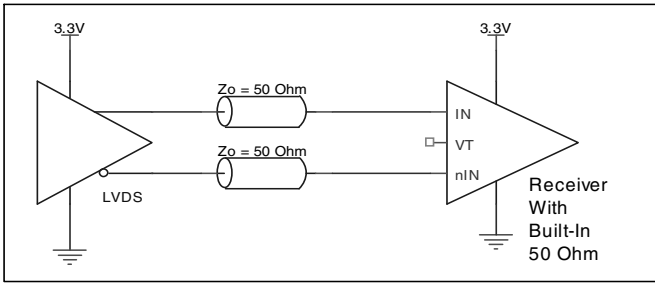 3.3V
3.3V
Zo = 50 Ohm
IN
VT
Zo = 50 Ohm
nIN
LVDS
Receiver
With
Built-In
50 Ohm